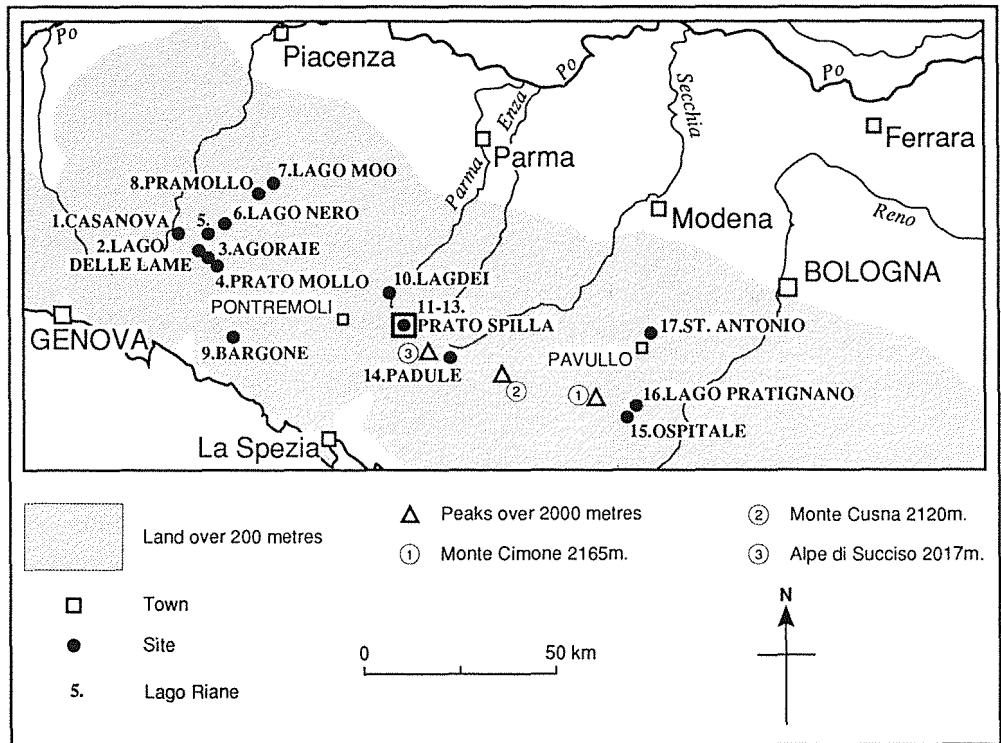 Po
Piacenza
Po
Po
Enza
Parma
Parma
Secchia
Ferrara
Modena
Reno
BOLOGNA
7.LAGO MOO
8.PRAMOLLO
6.LAGO NERO
1.CASANOVA
5.
2.LAGO
DELLE LAME
3.AGORAIE
4.PRATO MOLLO
10.LAGDEI
PONTREMOLI
11-13.
PRATO SPILLA
GENOVA
9.BARGONE
3
14.PADULE
2
17.ST. ANTONIO
PAVULLO
1
16.LAGO PRATIGNANO
15.OSPITALE
La Spezia
Land over 200 metres
Peaks over 2000 metres
2 Monte Cusna 2120m.
1 Monte Cimone 2165m.
3 Alpe di Succiso 2017m.
Town
Site
5. Lago Riane
0 50 km
N